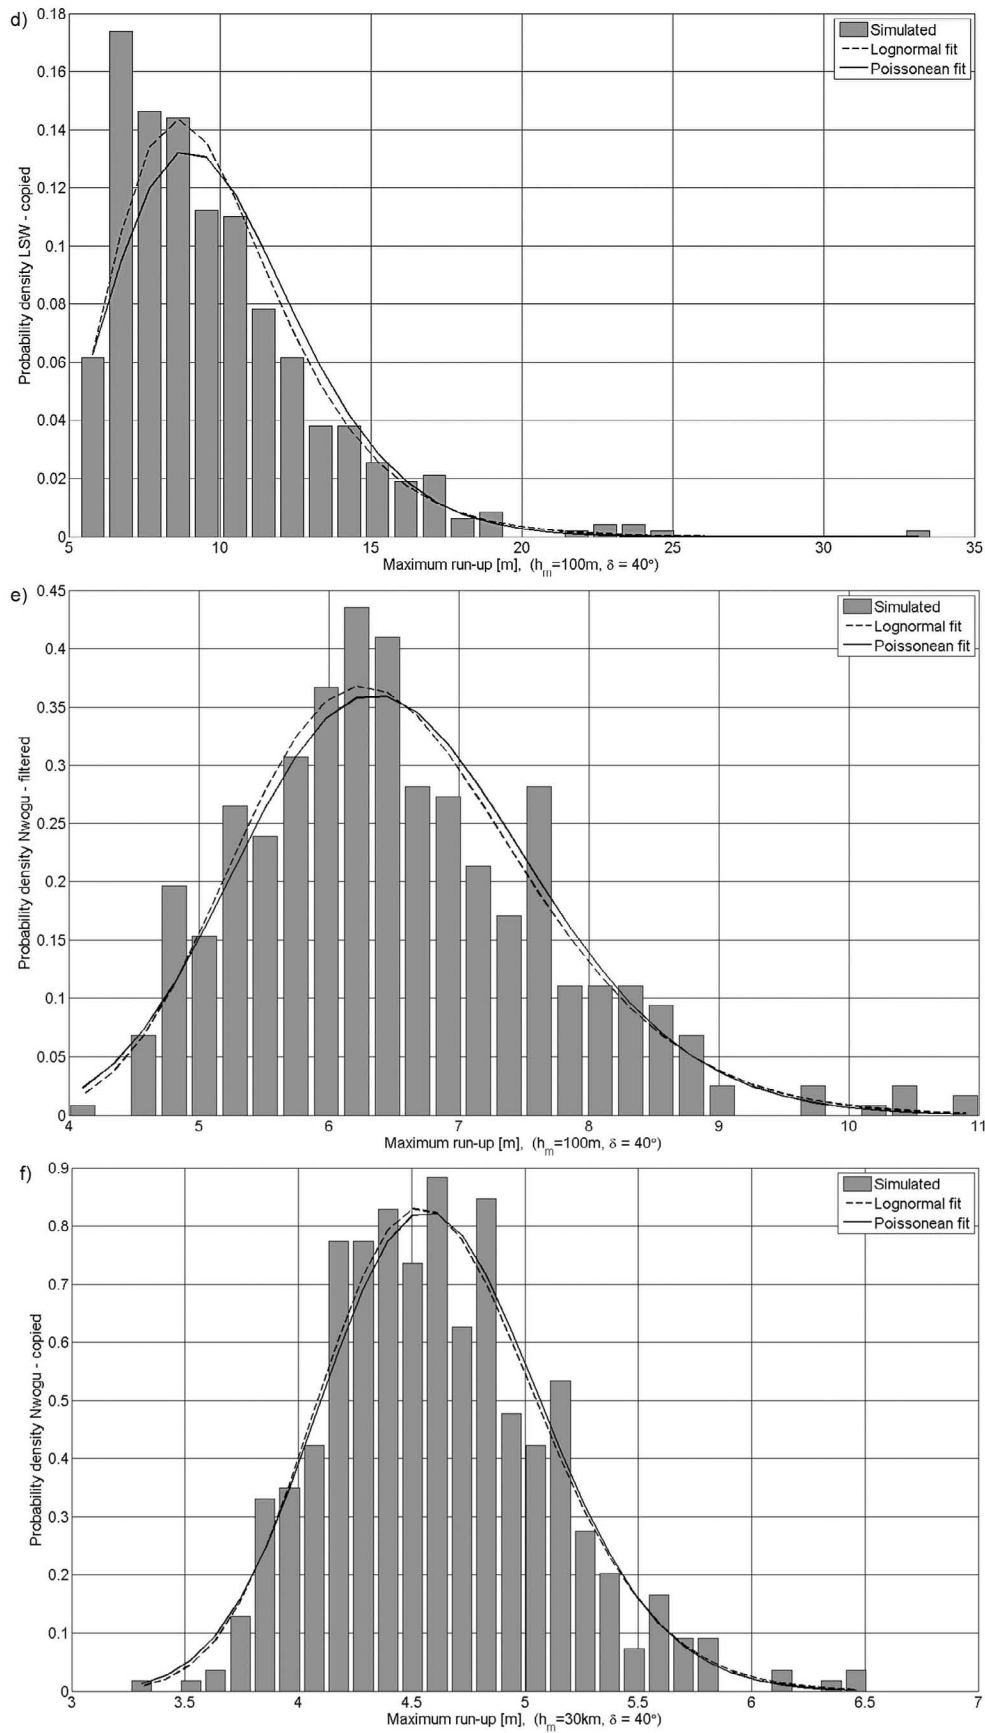 d)
0.18
0.16
0.14
0.12
0.1
0.08
0.06
0.04
0.02
0
Probability density LSW - copied
Simulated
Lognormal fit
Poissonean fit
5 10 15 20 25 30 35
Maximum run-up [m], (hm=100m, δ = 40°)
e)
0.45
0.4
0.35
0.3
0.25
0.2
0.15
0.1
0.05
0
Probability density Nwogu - filtered
Simulated
Lognormal fit
Poissonean fit
4 5 6 7 8 9 10 11
Maximum run-up [m], (hm=100m, δ = 40°)
f)
0.9
0.8
0.7
0.6
0.5
0.4
0.3
0.2
0.1
0
Probability density Nwogu - copied
Simulated
Lognormal fit
Poissonean fit
3 3.5 4 4.5 5 5.5 6 6.5 7
Maximum run-up [m], (hm=30km, δ = 40°)